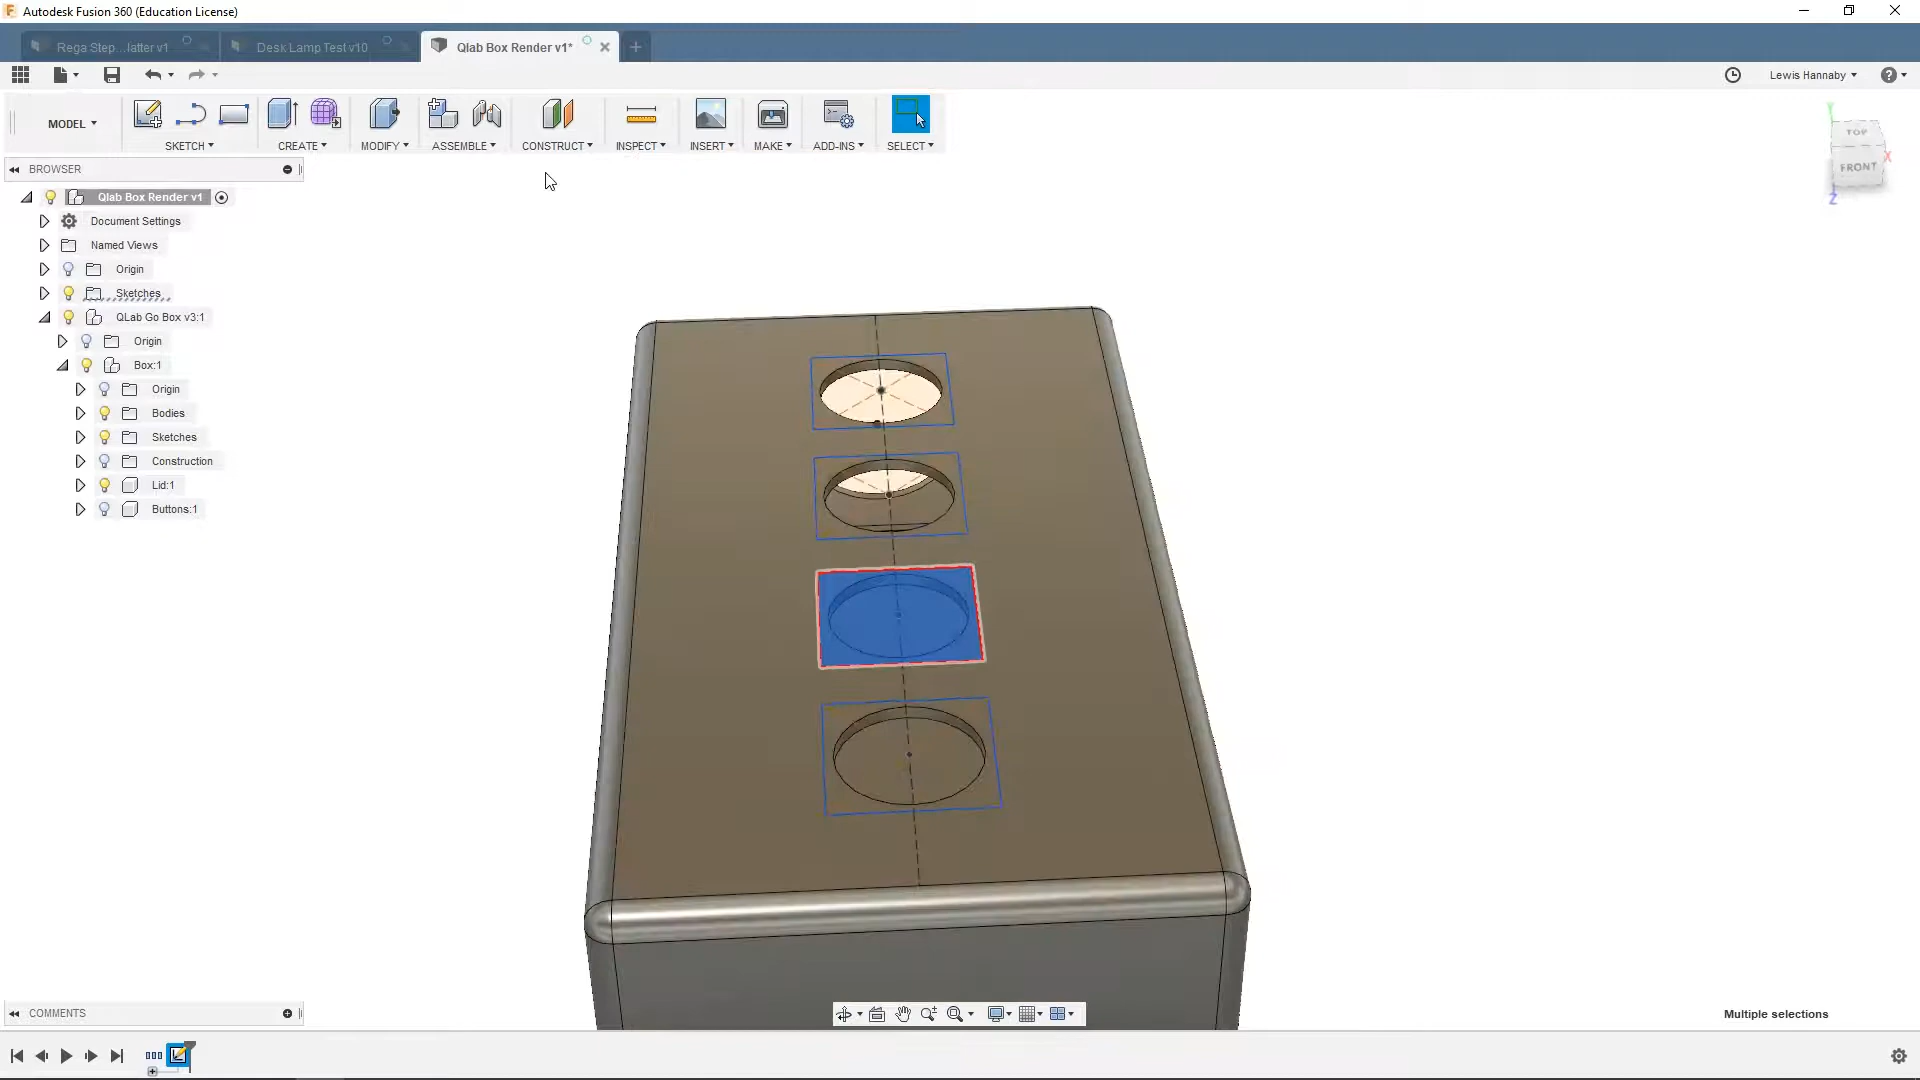 Autodesk Fusion 360 (Education License)
Rega Step...latter v1
Desk Lamp Test v10
Qlab Box Render v1*
Lewis Hannaby
MODEL
SKETCH
CREATE
MODIFY
ASSEMBLE
CONSTRUCT
INSPECT
INSERT
MAKE
ADD-INS
SELECT
TOP
FRONT
X
Y
Z
BROWSER
Qlab Box Render v1
Document Settings
Named Views
Origin
Sketches
QLab Go Box v3:1
Origin
Box:1
Origin
Bodies
Sketches
Construction
Lid:1
Buttons:1
COMMENTS
Multiple selections